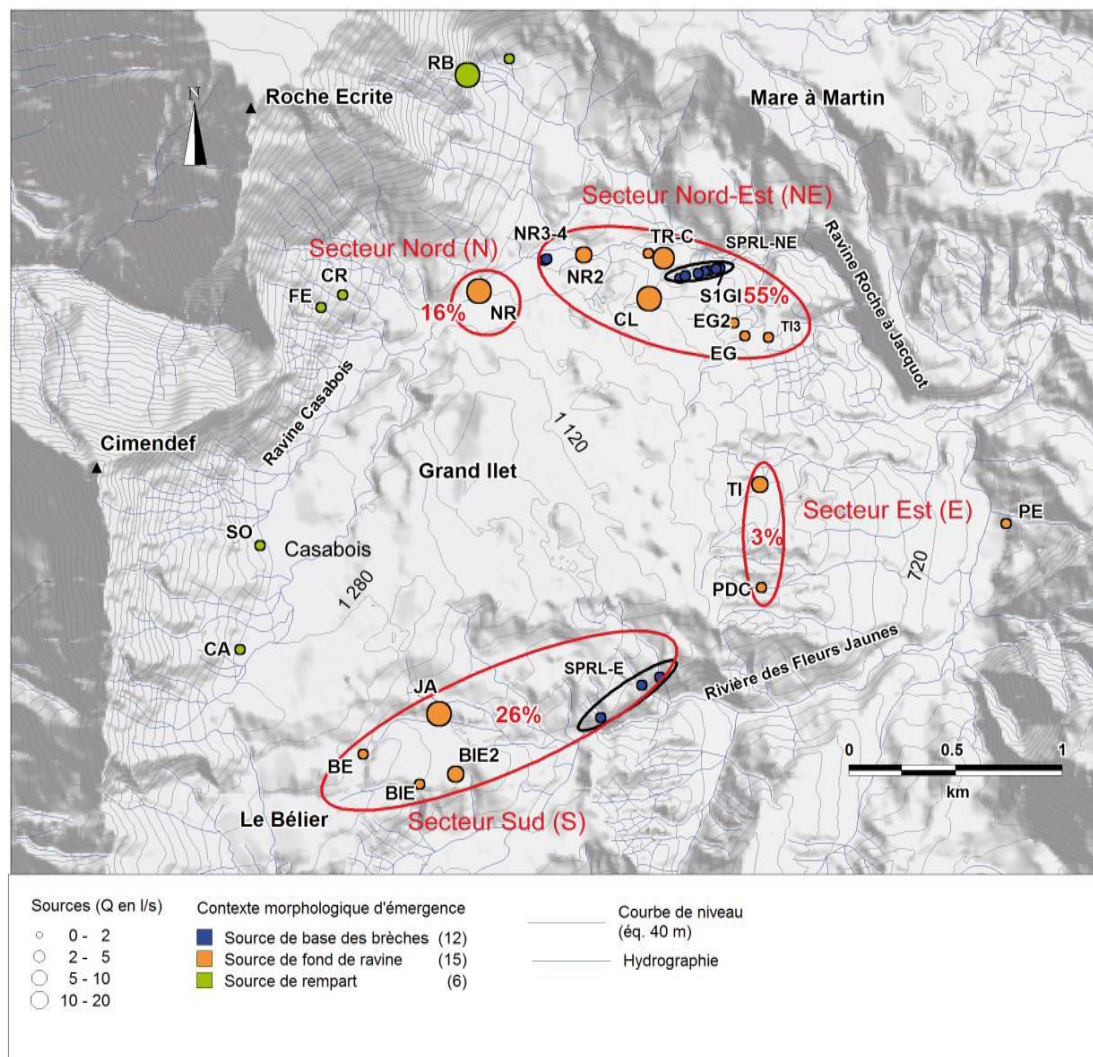 RB
N
Roche Ecrite
Mare à Martin
Secteur Nord-Est (NE)
NR3-4
TR-C
SPRL-NE
Secteur Nord (N)
NR2
CR
FE
S1GI
55%
16%
NR
CL
EG2
TI3
EG
Ravine Roche à Jacquot
Ravine Casabois
1 120
Cimendef
Grand Ilet
TI
Secteur Est (E)
PE
SO
Casabois
3%
720
1 280
PDC
CA
SPRL-E
Rivière des Fleurs Jaunes
JA
26%
0 0.5 1
km
BE
BIE2
BIE
Le Bélier
Secteur Sud (S)
Sources (Q en l/s)
0 - 2
2 - 5
5 - 10
10 - 20
Contexte morphologique d'émergence
Source de base des brèches (12)
Source de fond de ravine (15)
Source de rempart (6)
Courbe de niveau
(éq. 40 m)
Hydrographie